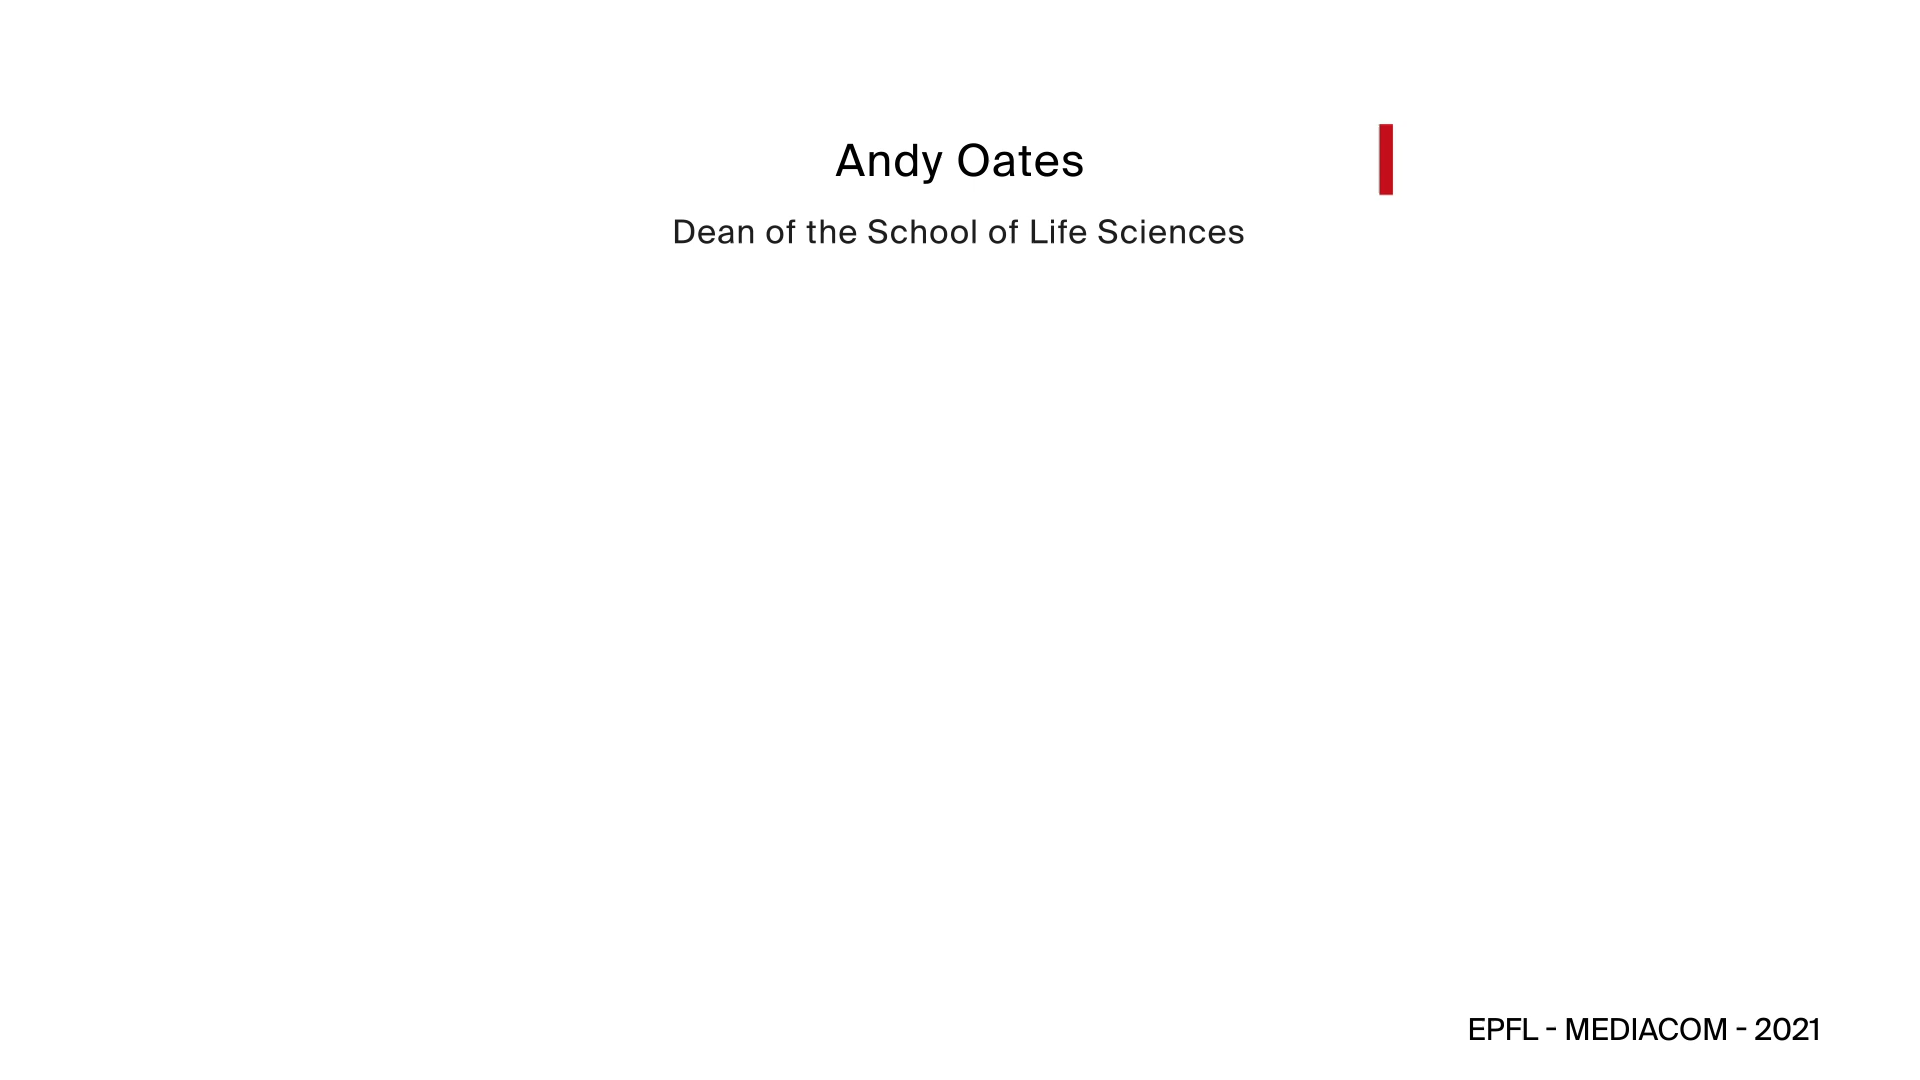 Andy Oates
Dean of the School of Life Sciences
EPFL - MEDIACOM - 2021